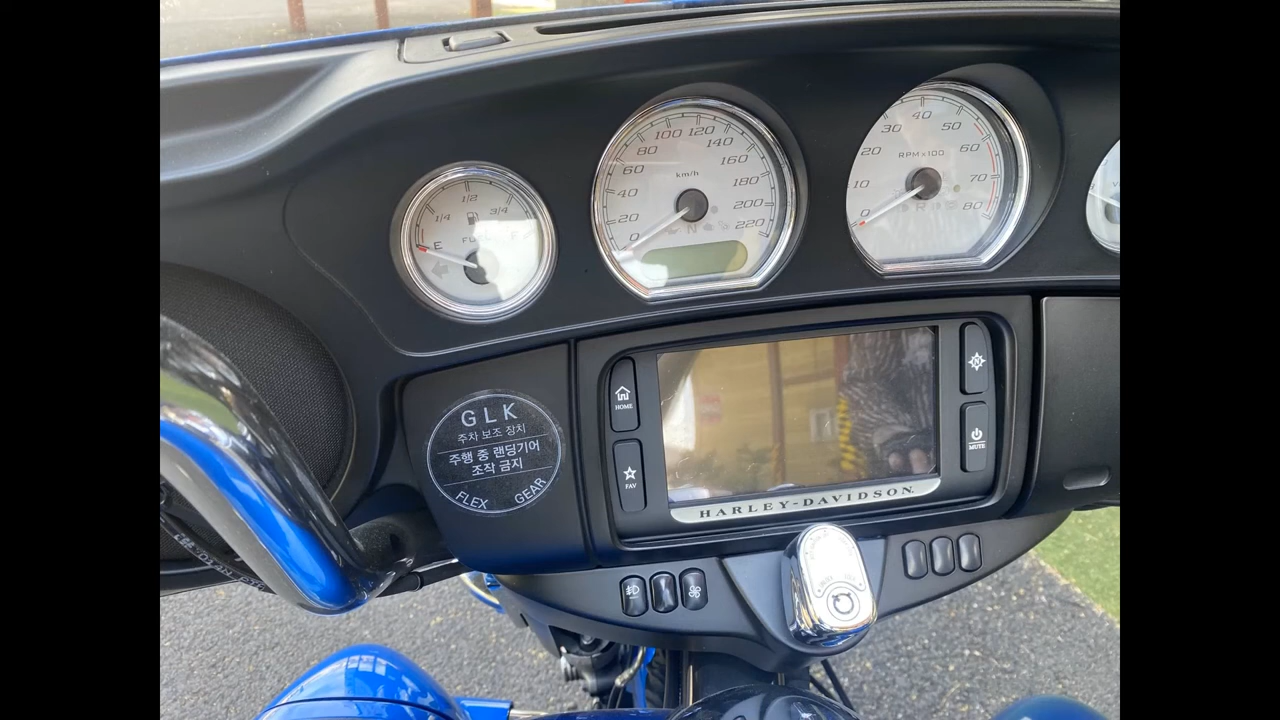 1/4 1/2 3/4
E FUEL F
0 20 40 60 80 100 120 140 160 180 200 220
km/h
N
0 10 20 30 40 50 60 70 80
RPM x100
HOME
FAV
N
MUTE
HARLEY-DAVIDSON
GLK
주차 보조 장치
주행 중 랜딩기어
조작 금지
FLEX GEAR